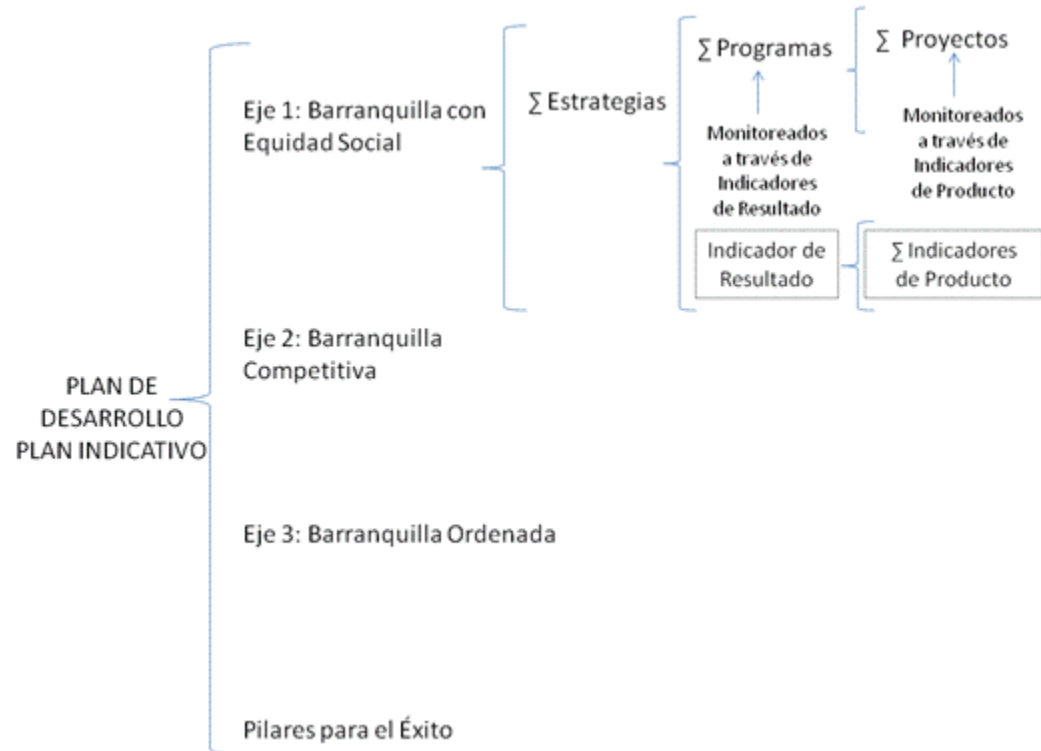 PLAN DE
DESARROLLO
PLAN INDICATIVO
Eje 1: Barranquilla con
Equidad Social
∑ Estrategias
∑ Programas
Monitoreados
a través de
Indicadores
de Resultado
Indicador de
Resultado
∑ Proyectos
Monitoreados
a través de
Indicadores
de Producto
∑ Indicadores
de Producto
Eje 2: Barranquilla
Competitiva
Eje 3: Barranquilla Ordenada
Pilares para el Éxito